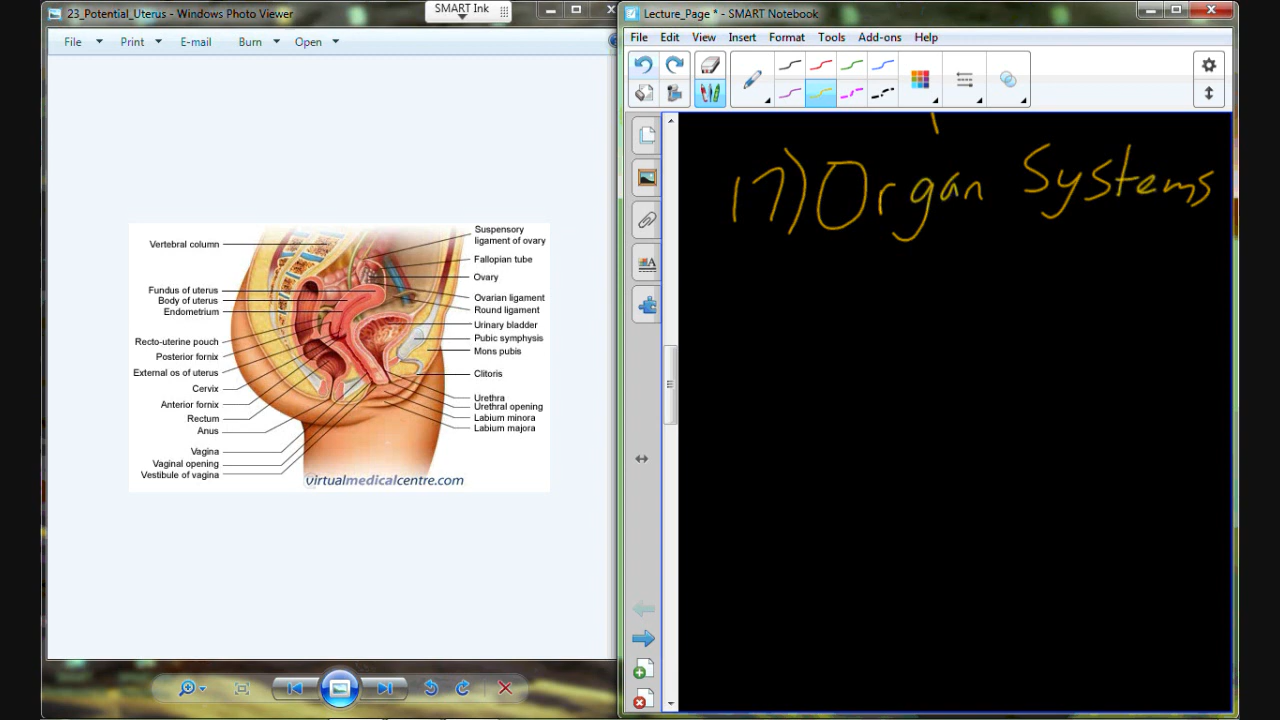 23_Potential_Uterus - Windows Photo Viewer
SMART Ink
File Print E-mail Burn Open
Vertebral column
Fundus of uterus
Body of uterus
Endometrium
Recto-uterine pouch
Posterior fornix
External os of uterus
Cervix
Anterior fornix
Rectum
Anus
Vagina
Vaginal opening
Vestibule of vagina
Suspensory
ligament of ovary
Fallopian tube
Ovary
Ovarian ligament
Round ligament
Urinary bladder
Pubic symphysis
Mons pubis
Clitoris
Urethra
Urethral opening
Labium minora
Labium majora
virtualmedicalcentre.com
Lecture_Page * - SMART Notebook
File Edit View Insert Format Tools Add-ons Help
17) Organ Systems